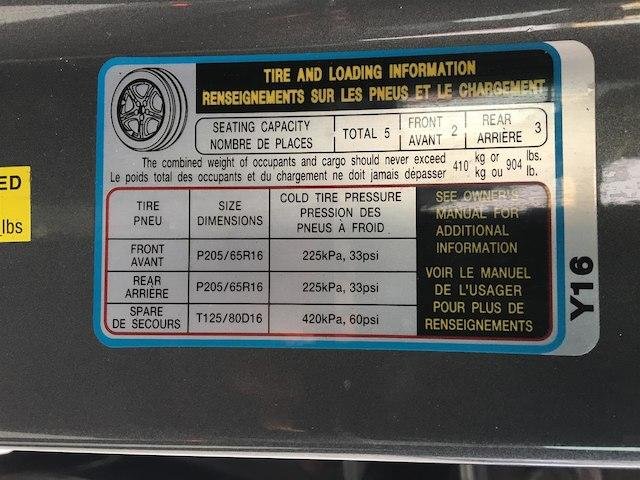 TIRE AND LOADING INFORMATION
RENSEIGNEMENTS SUR LES PNEUS ET LE CHARGEMENT
SEATING CAPACITY
NOMBRE DE PLACES
TOTAL 5
FRONT
AVANT 2
REAR
ARRIÈRE 3
The combined weight of occupants and cargo should never exceed 410 kg or 904 lbs.
Le poids total des occupants et du chargement ne doit jamais dépasser kg ou lb.
TIRE
PNEU
SIZE
DIMENSIONS
COLD TIRE PRESSURE
PRESSION DES
PNEUS À FROID
SEE OWNER'S
MANUAL FOR
ADDITIONAL
INFORMATION
VOIR LE MANUEL
DE L'USAGER
POUR PLUS DE
RENSEIGNEMENTS
FRONT
AVANT
P205/65R16
225kPa, 33psi
REAR
ARRIÈRE
P205/65R16
225kPa, 33psi
SPARE
DE SECOURS
T125/80D16
420kPa, 60psi
Y16
ED
lbs